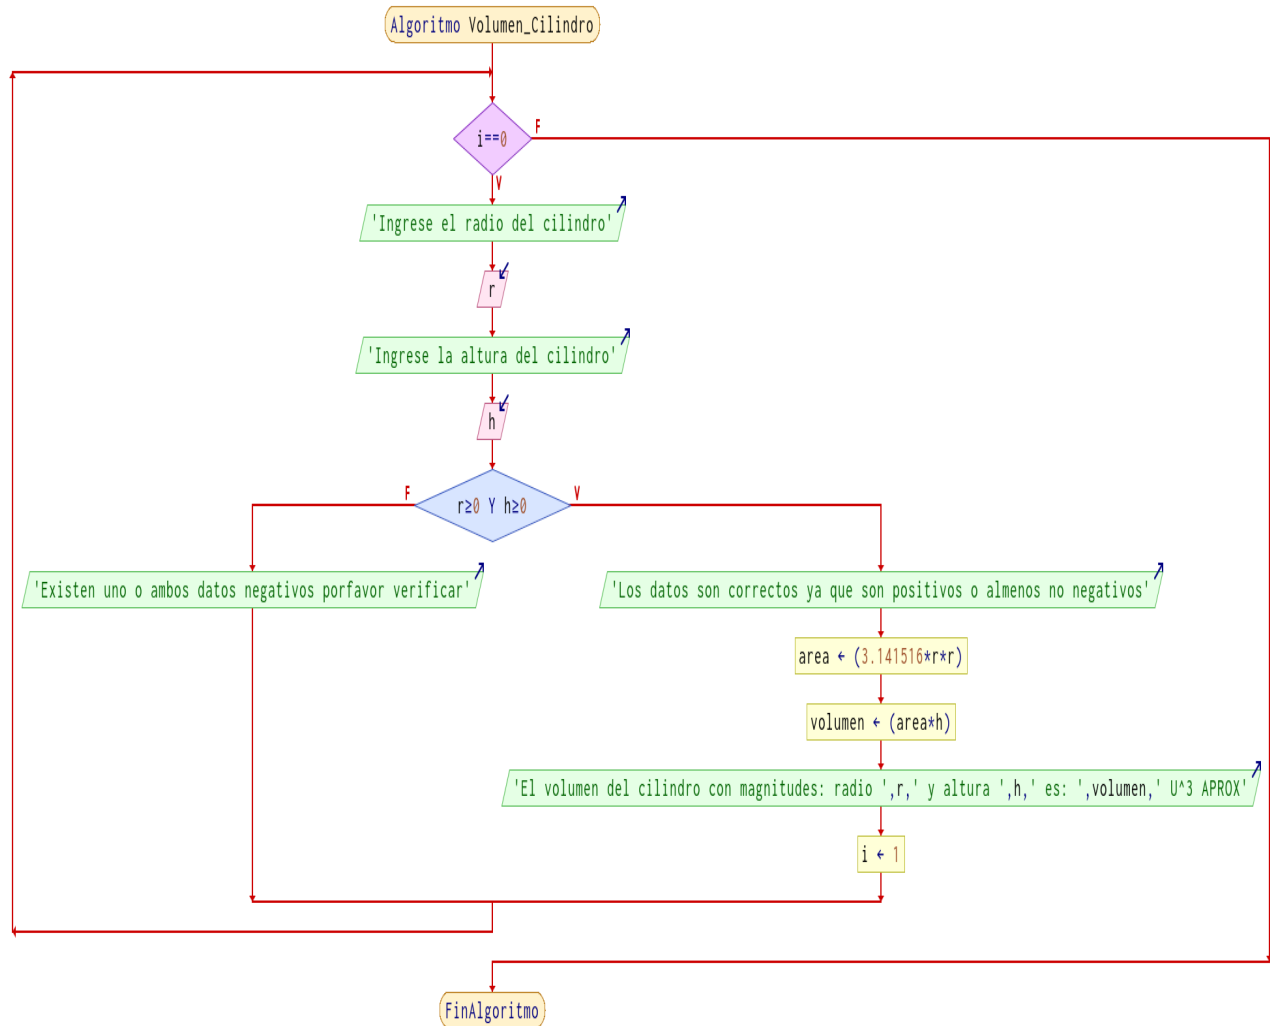 Algoritmo Volumen_Cilindro
i==0
F
V
'Ingrese el radio del cilindro'
r
'Ingrese la altura del cilindro'
h
F
r≥0 Y h≥0
V
'Existen uno o ambos datos negativos porfavor verificar'
'Los datos son correctos ya que son positivos o almenos no negativos'
area ← (3.141516*r*r)
volumen ← (area*h)
'El volumen del cilindro con magnitudes: radio ',r,' y altura ',h,' es: ',volumen,' U^3 APROX'
i ← 1
FinAlgoritmo